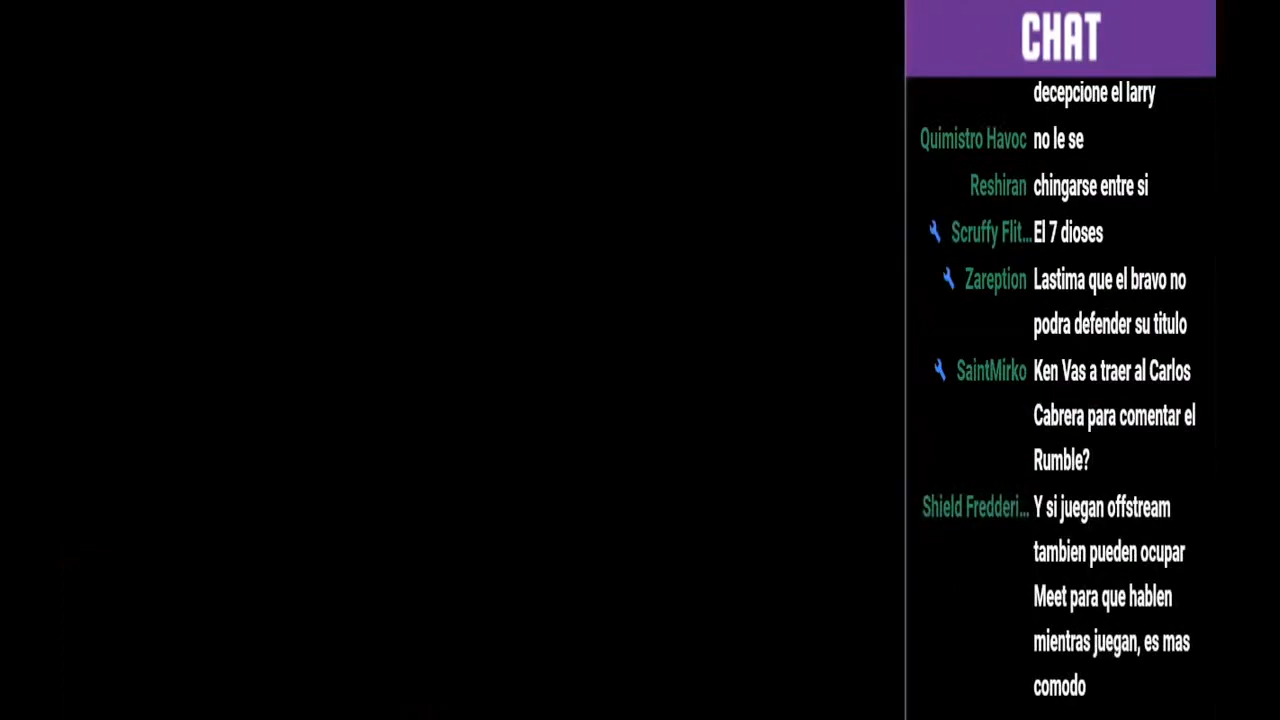 CHAT
decepcione el larry
Quimistro Havoc no le se
Reshiran chingarse entre si
Scruffy Flit... El 7 dioses
Zareption Lastima que el bravo no
podra defender su titulo
SaintMirko Ken Vas a traer al Carlos
Cabrera para comentar el
Rumble?
Shield Fredderi... Y si juegan offstream
tambien pueden ocupar
Meet para que hablen
mientras juegan, es mas
comodo